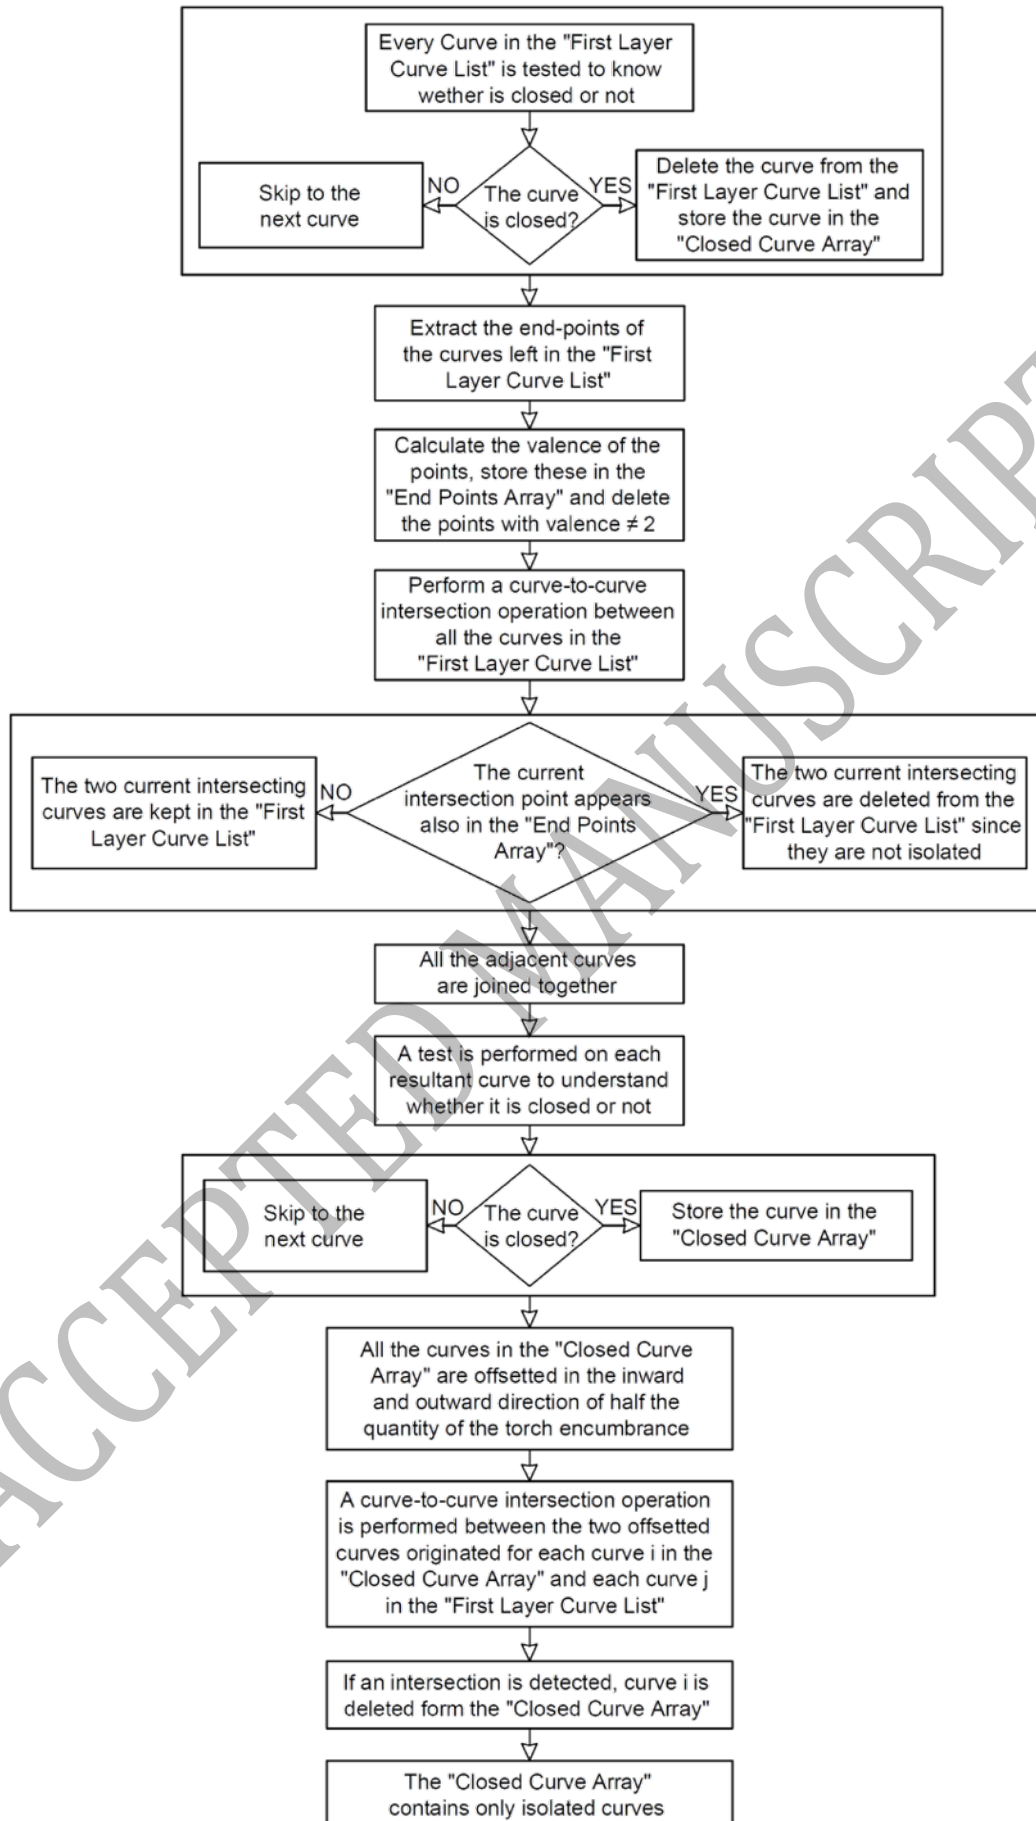 Every Curve in the "First Layer
Curve List" is tested to know
wether is closed or not
NO
YES
Skip to the
next curve
The curve
is closed?
Delete the curve from the
"First Layer Curve List" and
store the curve in the
"Closed Curve Array"
Extract the end-points of
the curves left in the "First
Layer Curve List"
Calculate the valence of the
points, store these in the
"End Points Array" and delete
the points with valence ≠ 2
Perform a curve-to-curve
intersection operation between
all the curves in the
"First Layer Curve List"
The two current intersecting
curves are kept in the "First
Layer Curve List"
NO
The current
intersection point appears
also in the "End Points
Array"?
YES
The two current intersecting
curves are deleted from the
"First Layer Curve List" since
they are not isolated
All the adjacent curves
are joined together
A test is performed on each
resultant curve to understand
whether it is closed or not
Skip to the
next curve
NO
The curve
is closed?
YES
Store the curve in the
"Closed Curve Array"
All the curves in the "Closed Curve
Array" are offsetted in the inward
and outward direction of half the
quantity of the torch encumbrance
A curve-to-curve intersection operation
is performed between the two offsetted
curves originated for each curve i in the
"Closed Curve Array" and each curve j
in the "First Layer Curve List"
If an intersection is detected, curve i is
deleted form the "Closed Curve Array"
The "Closed Curve Array"
contains only isolated curves
ACCEPTED MANUSCRIPT